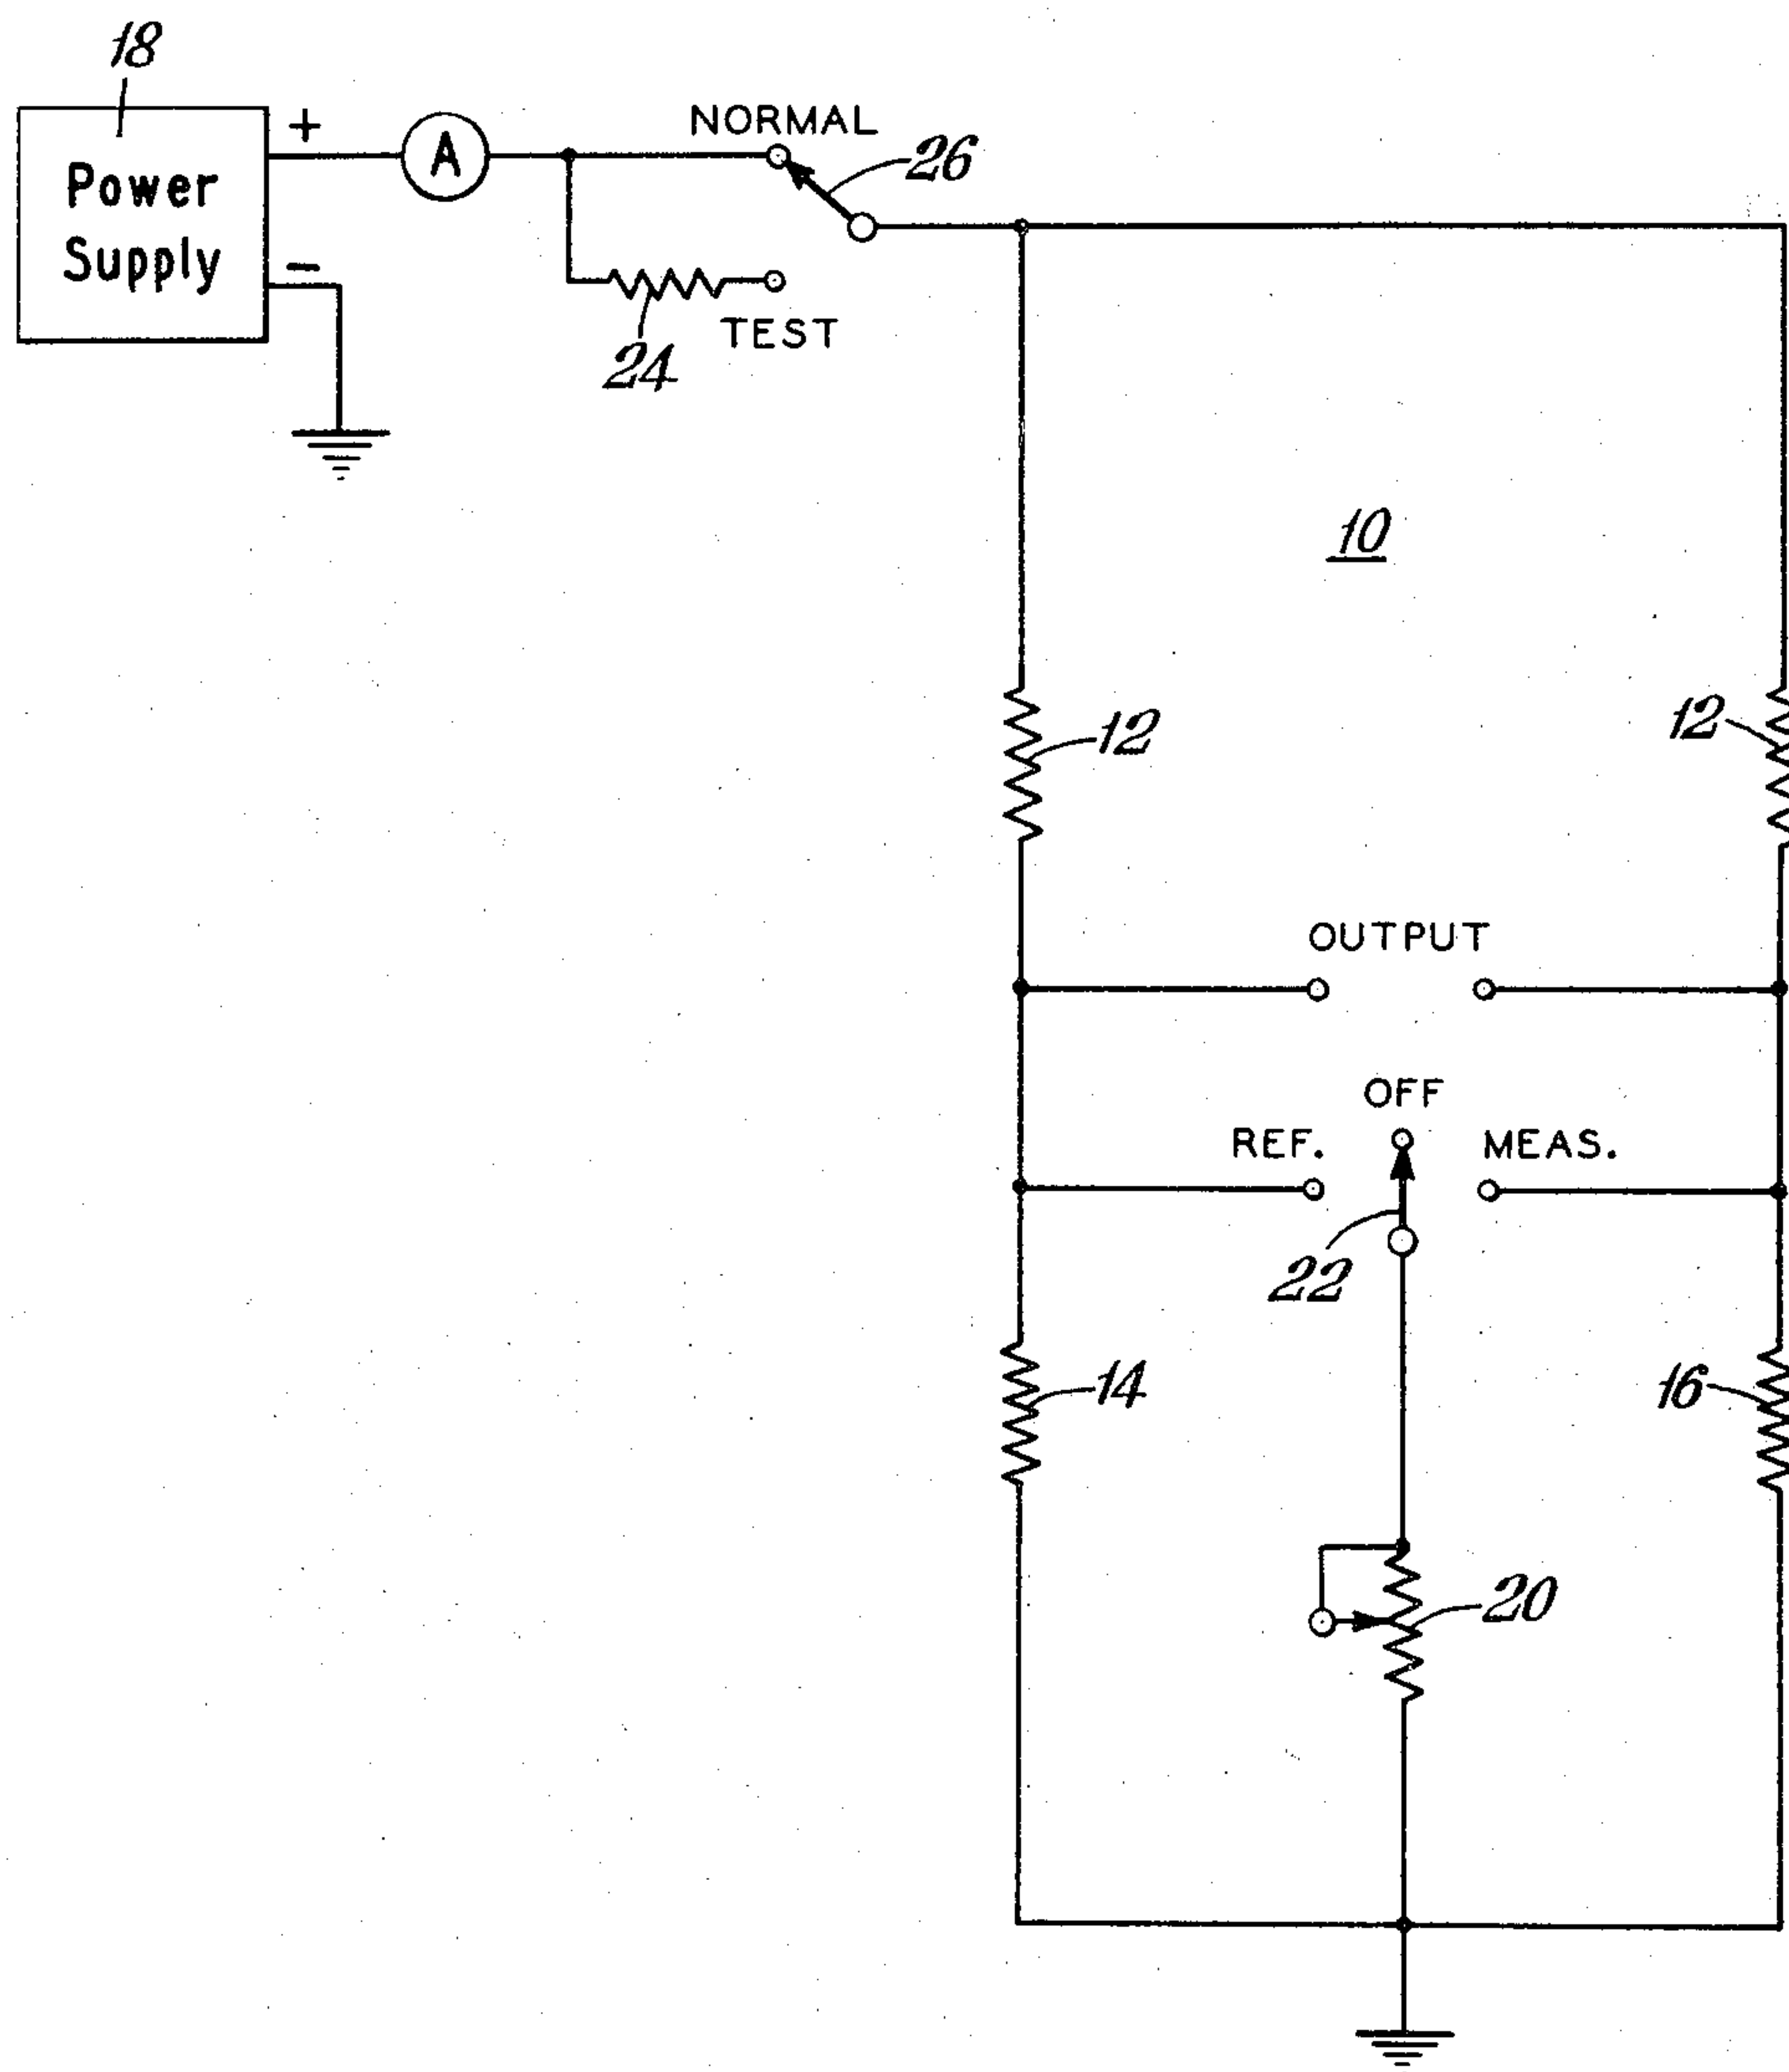 18
+
NORMAL
A
26
Power
Supply
−
TEST
24
10
12
12
OUTPUT
OFF
REF.
MEAS.
22
14
16
20